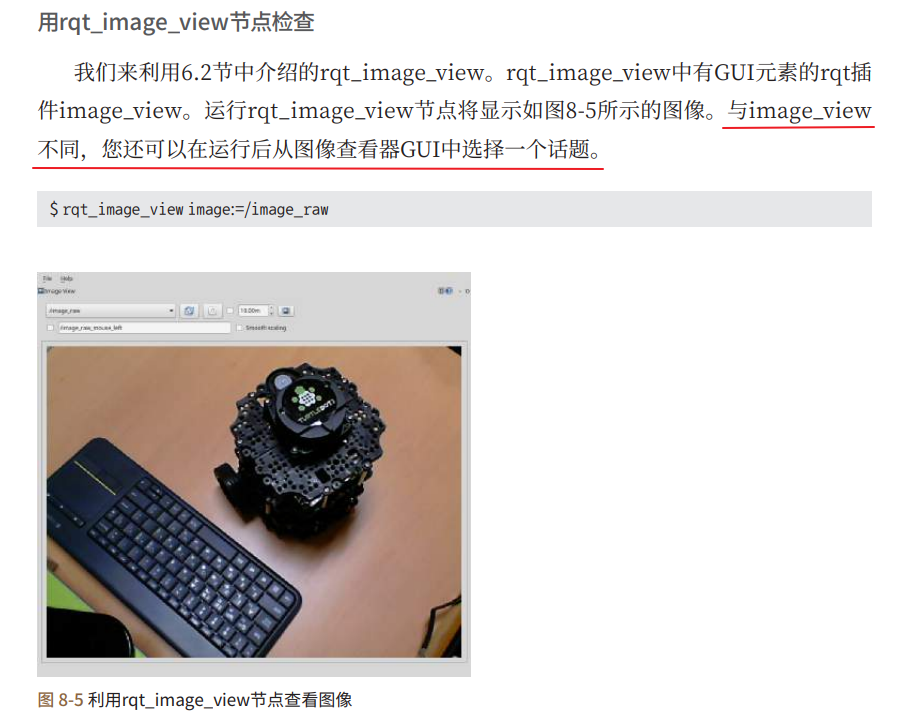 用rqt_image_view节点检查
我们来利用6.2节中介绍的rqt_image_view。rqt_image_view中有GUI元素的rqt插
件image_view。运行rqt_image_view节点将显示如图8-5所示的图像。与image_view
不同，您还可以在运行后从图像查看器GUI中选择一个话题。
$ rqt_image_view image:=/image_raw
File Help
Image View
/image_raw
10.00m
/image_raw_mouse_left
Smooth scaling
TURTLEBOT3
图 8-5 利用rqt_image_view节点查看图像